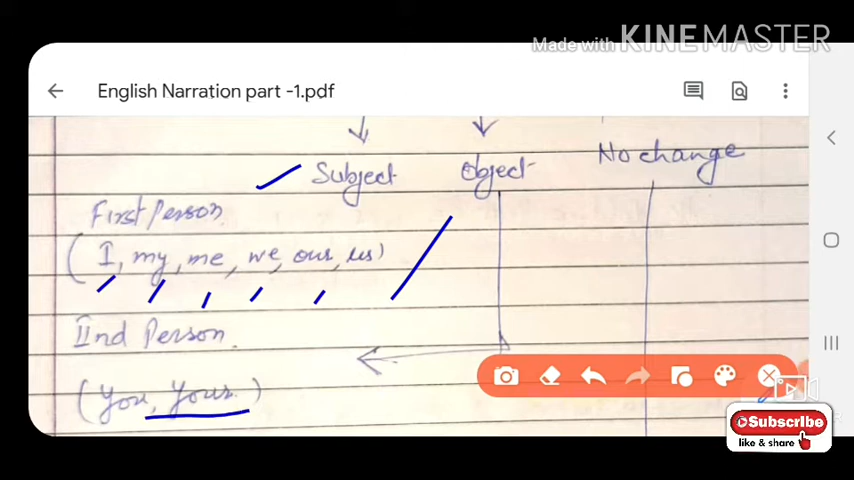 Made with KINEMASTER
English Narration part -1.pdf
Subject Object No change
First Person
(I, my, me, we, our, us)
IInd Person.
(You, Your.)
Subscribe
like & share